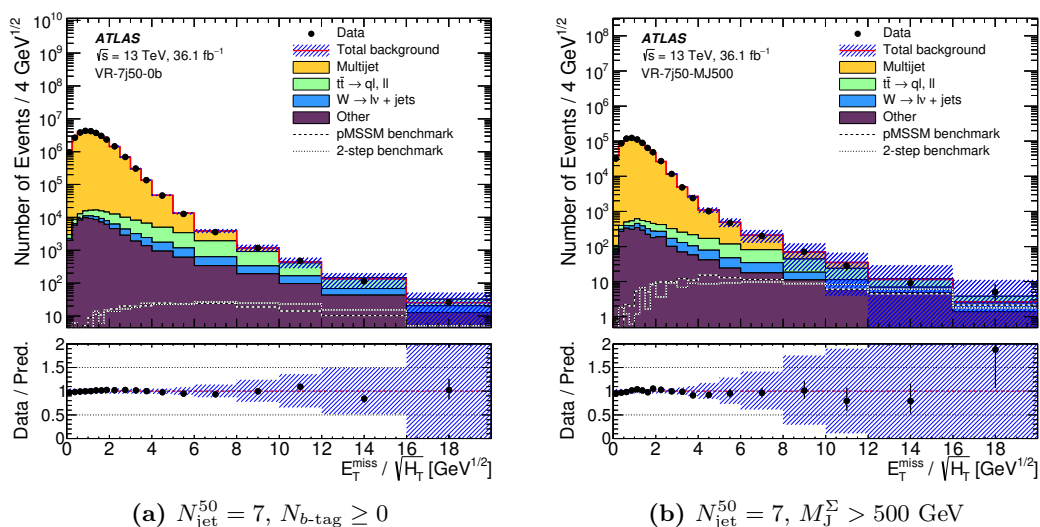 Number of Events / 4 GeV^{1/2}
10^{10}
10^{9}
10^{8}
10^{7}
10^{6}
10^{5}
10^{4}
10^{3}
10^{2}
10
ATLAS
√s = 13 TeV, 36.1 fb^{-1}
VR-7j50-0b
Data
Total background
Multijet
tt̄ → ql, ll
W → lν + jets
Other
pMSSM benchmark
2-step benchmark
Data / Pred.
2
1.5
1
0.5
0
0 2 4 6 8 10 12 14 16 18
E_T^{miss} / √H_T [GeV^{1/2}]
(a) N_{jet}^{50} = 7, N_{b-tag} ≥ 0
Number of Events / 4 GeV^{1/2}
10^{8}
10^{7}
10^{6}
10^{5}
10^{4}
10^{3}
10^{2}
10
1
ATLAS
√s = 13 TeV, 36.1 fb^{-1}
VR-7j50-MJ500
Data
Total background
Multijet
tt̄ → ql, ll
W → lν + jets
Other
pMSSM benchmark
2-step benchmark
Data / Pred.
2
1.5
1
0.5
0
0 2 4 6 8 10 12 14 16 18
E_T^{miss} / √H_T [GeV^{1/2}]
(b) N_{jet}^{50} = 7, M_J^Σ > 500 GeV